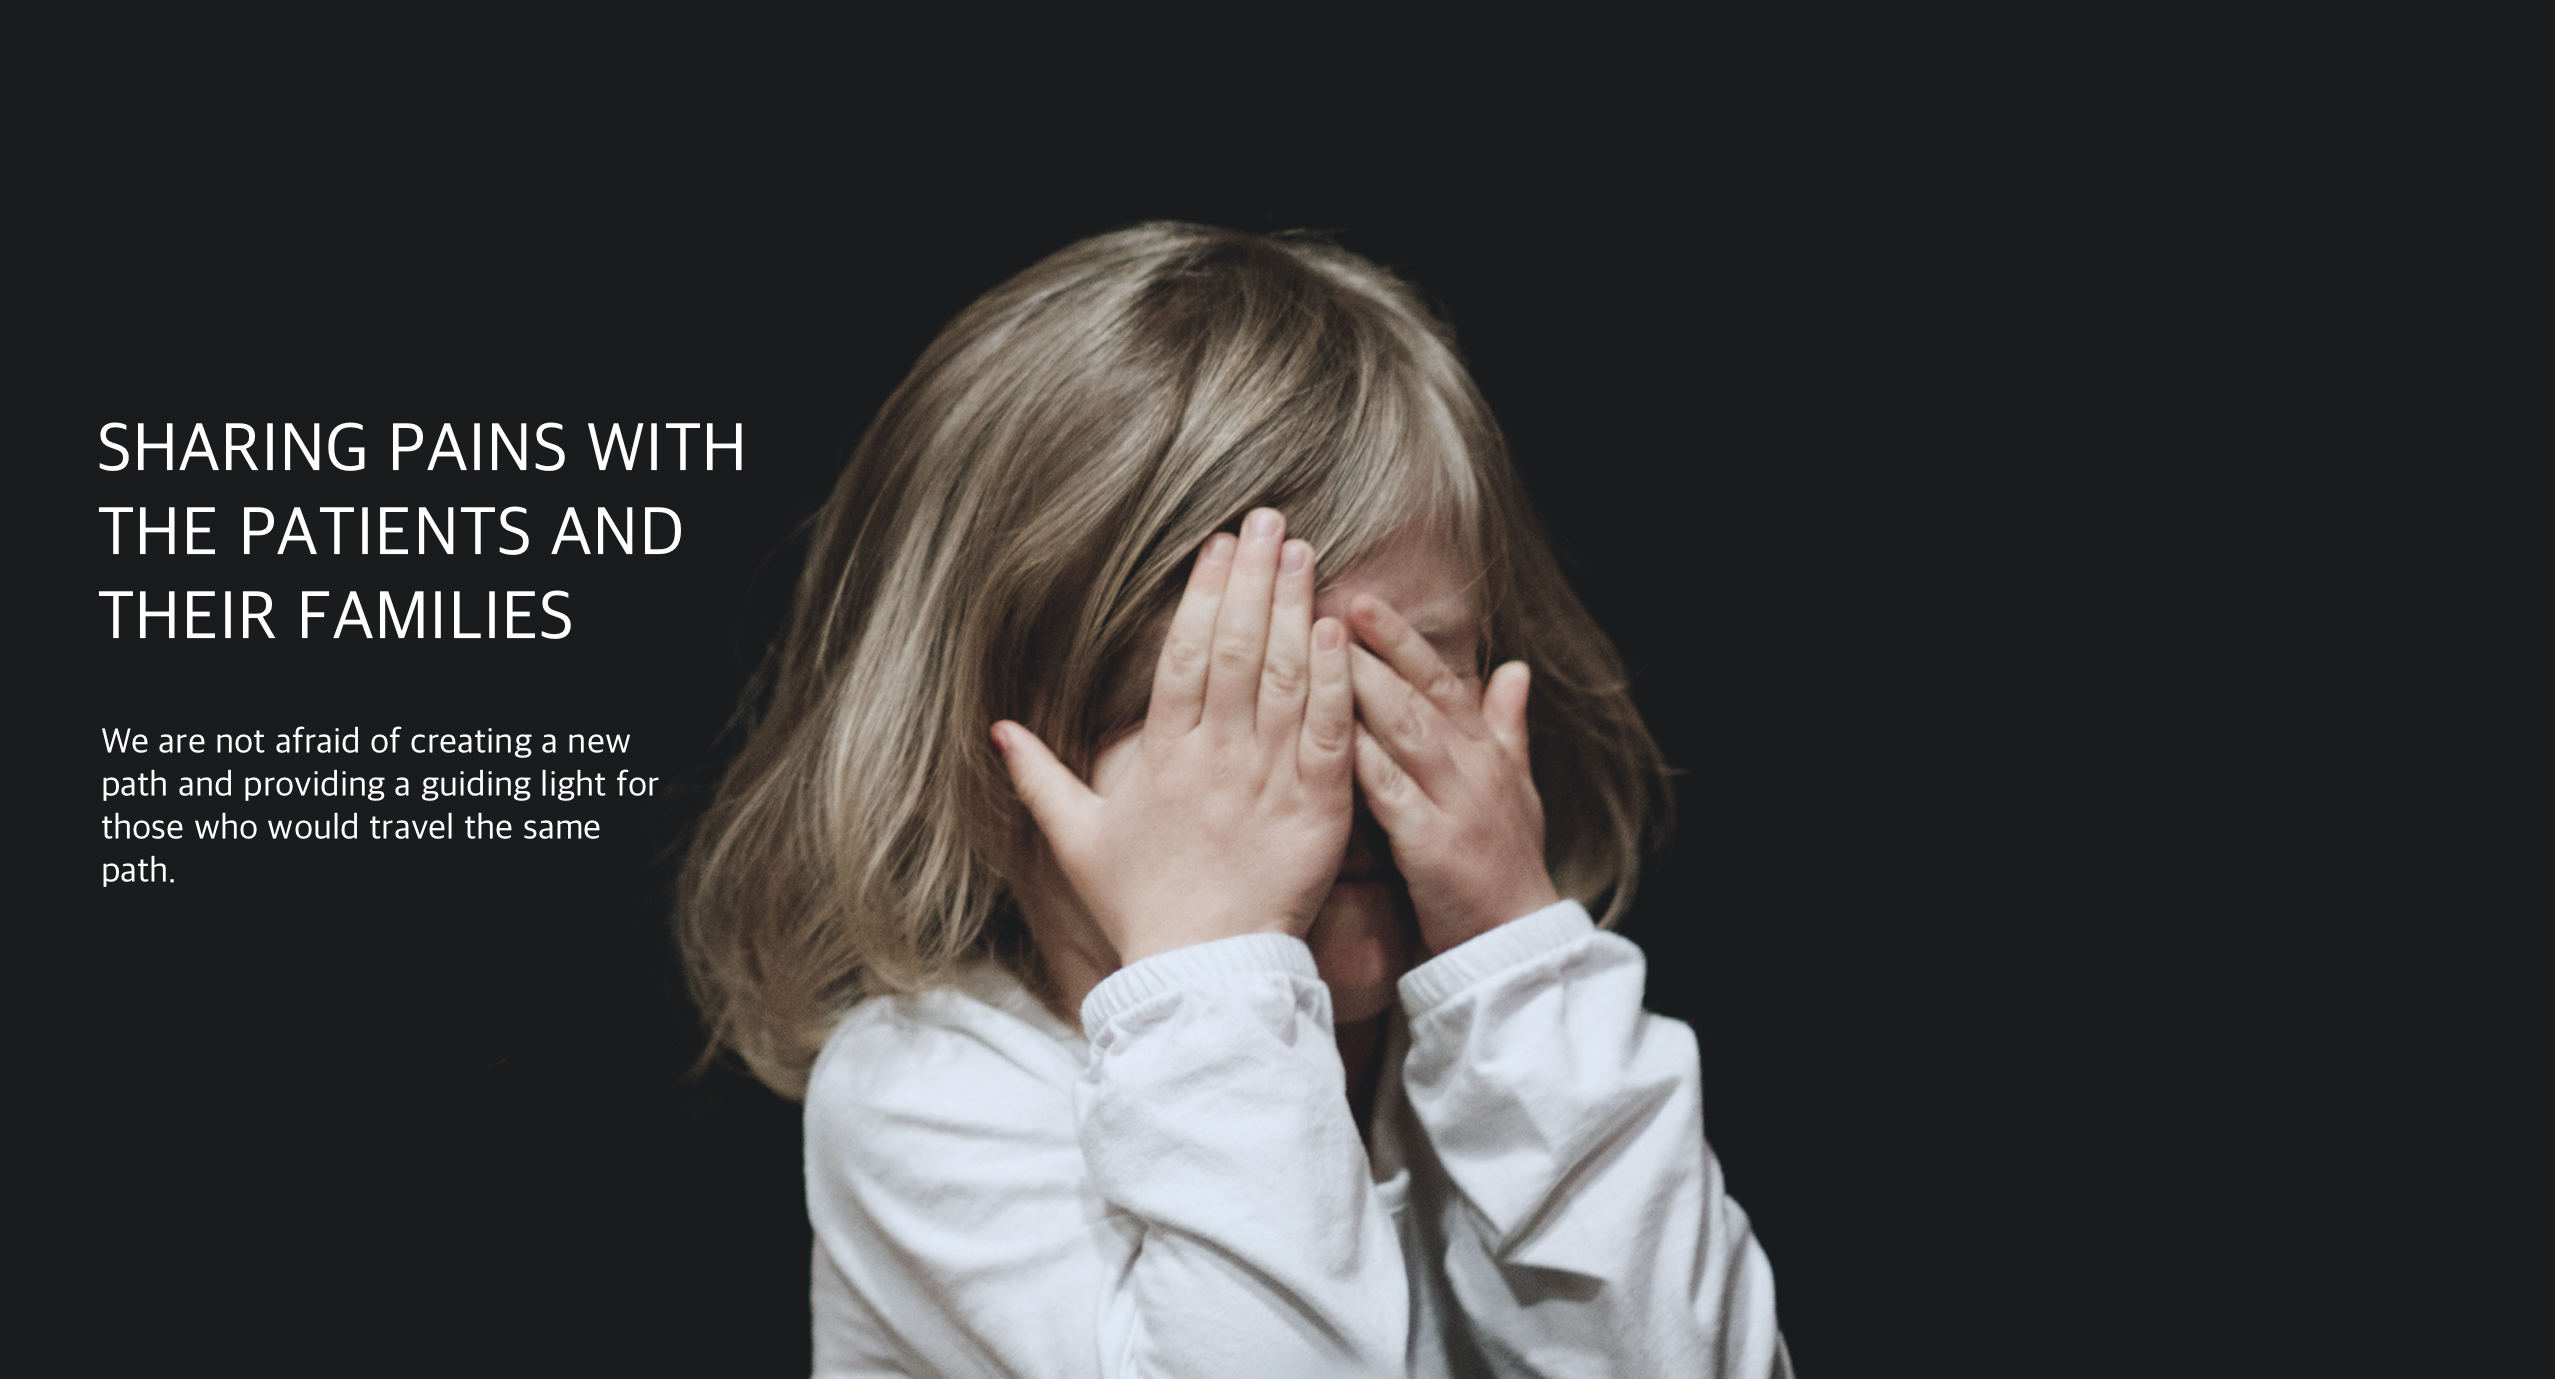 SHARING PAINS WITH
THE PATIENTS AND
THEIR FAMILIES
We are not afraid of creating a new
path and providing a guiding light for
those who would travel the same
path.